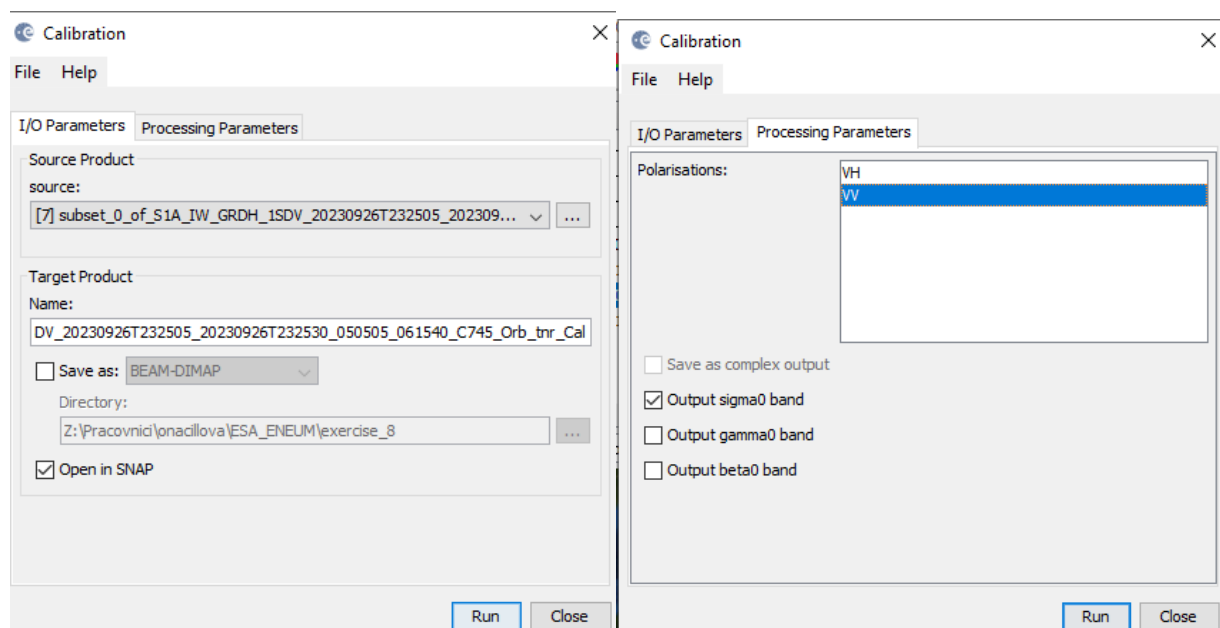 Calibration
File Help
I/O Parameters Processing Parameters
Source Product
source:
[7] subset_0_of_S1A_IW_GRDH_1SDV_20230926T232505_202309... ...
Target Product
Name:
DV_20230926T232505_20230926T232530_050505_061540_C745_Orb_tnr_Cal
Save as: BEAM-DIMAP
Directory:
Z:\Pracovnici\onacillova\ESA_ENEUM\exercise_8 ...
Open in SNAP
Run Close
Calibration
File Help
I/O Parameters Processing Parameters
Polarisations:
VH
VV
Save as complex output
Output sigma0 band
Output gamma0 band
Output beta0 band
Run Close